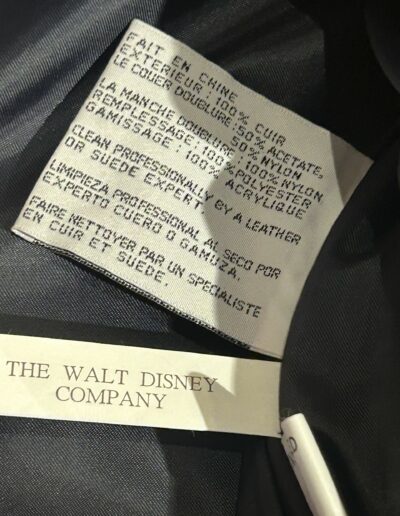 FAIT EN CHINE
EXTERIEUR : 100% CUIR
LE COUER DOUBLURE : 50% ACETATE,
50% NYLON
LA MANCHE DOUBLURE : 100% NYLON
REMPLESSAGE : 100% POLYESTER
GAMISSAGE : 100% ACRYLIQUE
CLEAN PROFESSIONALLY BY A LEATHER
OR SUEDE EXPERT.
LIMIPIEZA PROFESSIONAL AL SECO POR
EXPERTO CUERO O GAMUZA.
FAIRE NETTOYER PAR UN SPECIALISTE
EN CUIR ET SUEDE.
THE WALT DISNEY
COMPANY